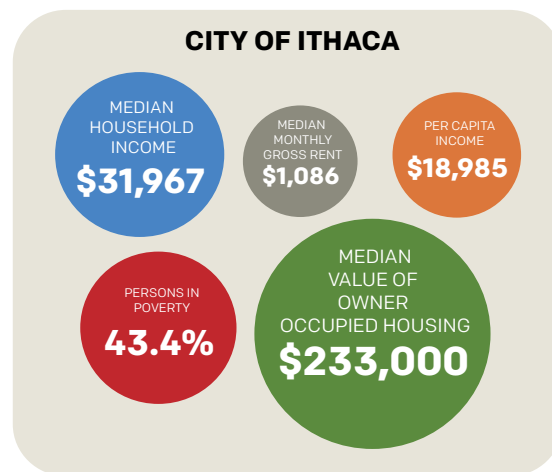 CITY OF ITHACA
MEDIAN
HOUSEHOLD
INCOME
$31,967
MEDIAN
MONTHLY
GROSS RENT
$1,086
PER CAPITA
INCOME
$18,985
PERSONS IN
POVERTY
43.4%
MEDIAN
VALUE OF
OWNER
OCCUPIED HOUSING
$233,000